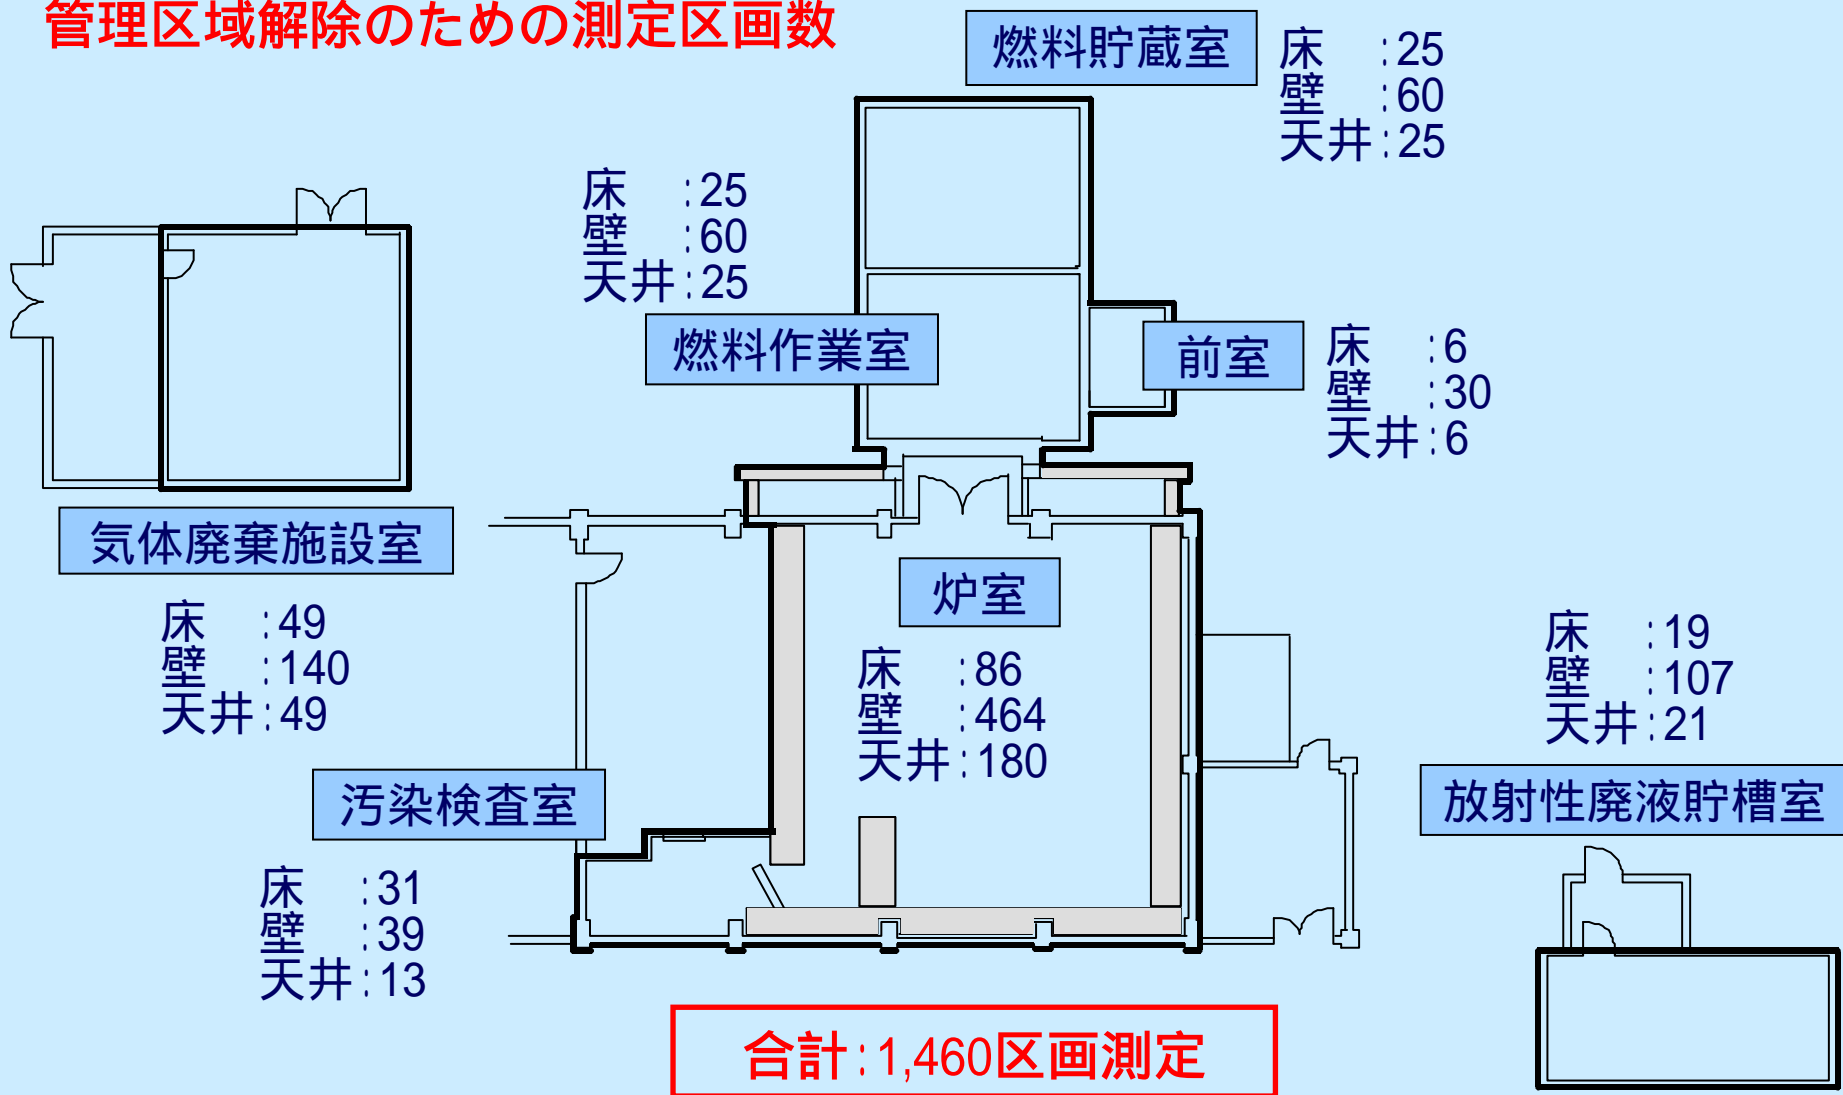 管理区域解除のための測定区画数
燃料貯蔵室
床 :25
壁 :60
天井:25
床 :25
壁 :60
天井:25
燃料作業室
前室
床 :6
壁 :30
天井:6
気体廃棄施設室
床 :49
壁 :140
天井:49
炉室
床 :86
壁 :464
天井:180
床 :19
壁 :107
天井:21
放射性廃液貯槽室
汚染検査室
床 :31
壁 :39
天井:13
合計:1,460区画測定